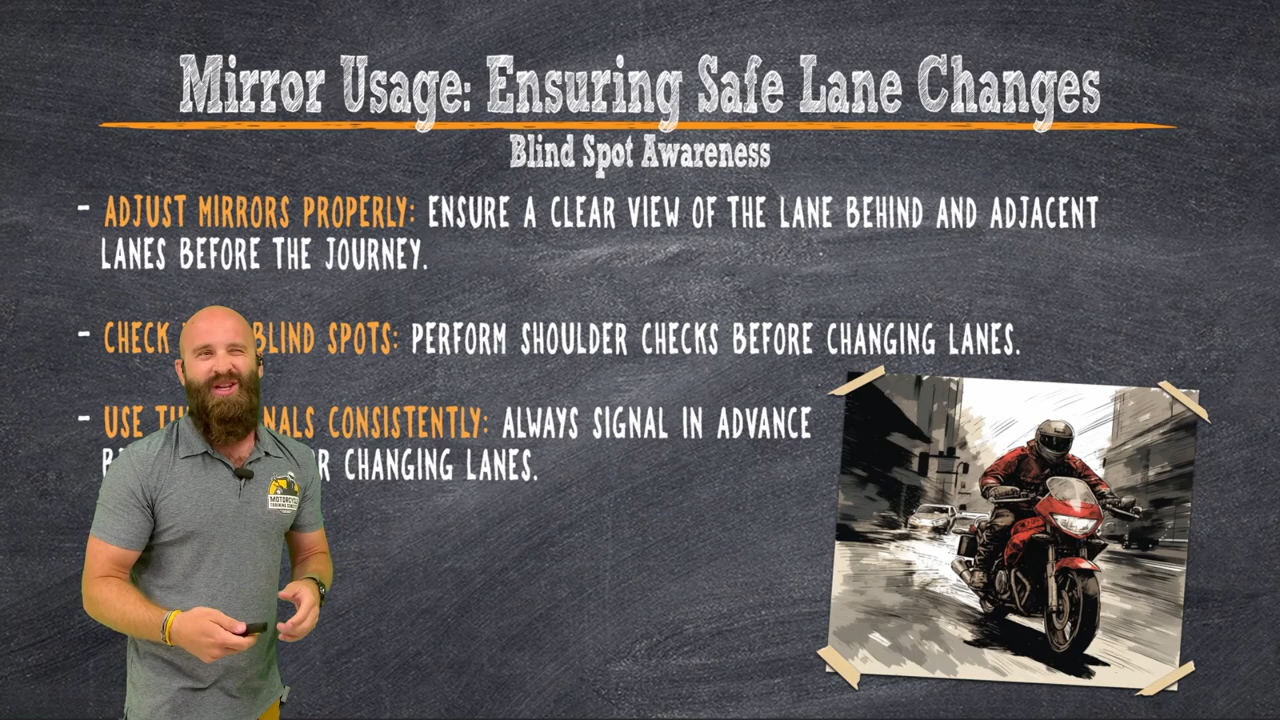 Mirror Usage: Ensuring Safe Lane Changes
Blind Spot Awareness
- ADJUST MIRRORS PROPERLY: ENSURE A CLEAR VIEW OF THE LANE BEHIND AND ADJACENT
LANES BEFORE THE JOURNEY.
- CHECK BLIND SPOTS: PERFORM SHOULDER CHECKS BEFORE CHANGING LANES.
- USE CONSISTENTLY: ALWAYS SIGNAL IN ADVANCE
CHANGING LANES.
MOTORCYCLE